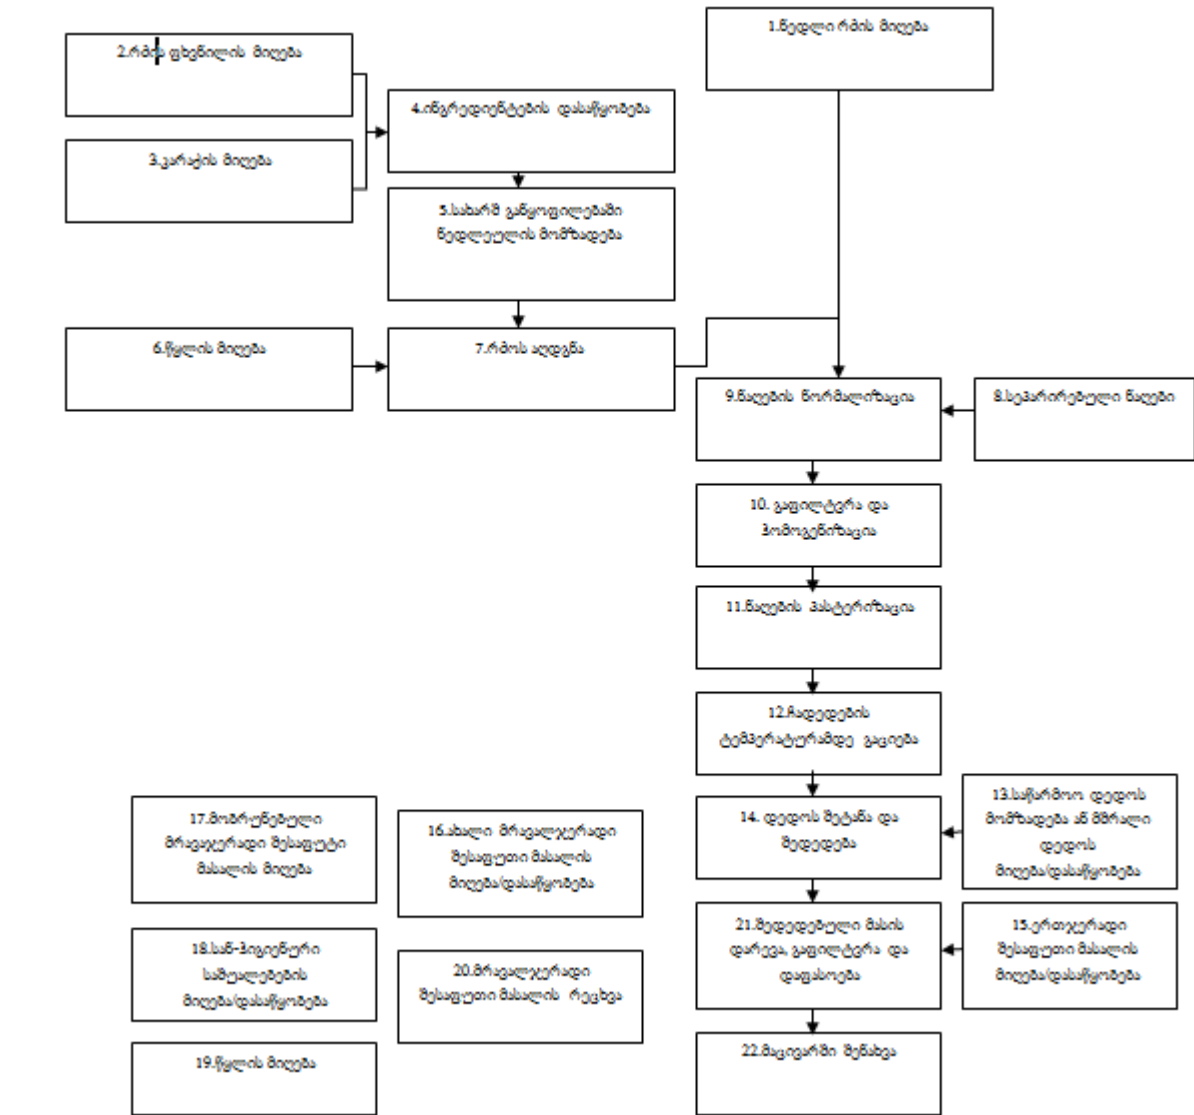 1.ნედლი რძის მიღება
2.რძის ფხვნილის მიღება
3.კარაქის მიღება
4.ინგრედიენტების დასაწყობება
5.სახარშ განყოფილებაში
ნედლეულის მომზადება
6.წყლის მიღება
7.რძოს აღდგნა
9.ნაღების ნორმალიზაცია
8.სეპარირებული ნაღები
10. გაფილტვრა და
ჰომოგენიზაცია
11.ნაღების პასტერიზაცია
12.ჩადედების
ტემპერატურამდე გაციება
13.საწარმოო დედოს
მომზადება ან მშრალი
დედოს
მიღება/დასაწყობება
14. დედოს შეტანა და
შედედება
17.მობრუნებული
მრავაჯერადი შესაფუტი
მასალის მიღება
16.ახალი მრავალჯერადი
შესაფუთი მასალის
მიღება/დასაწყობება
21.შედედებული მასის
დარევა, გაფილტვრა და
დაფასოება
15.ერთჯერადი
შესაფუთი მასალის
მიღება/დასაწყობება
18.სან-ჰიგიენური
საშუალებების
მიღება/დასაწყობება
20.მრავალჯერადი
შესაფუთი მასალის რეცხვა
19.წყლის მიღება
22.მაცივარში შენახვა